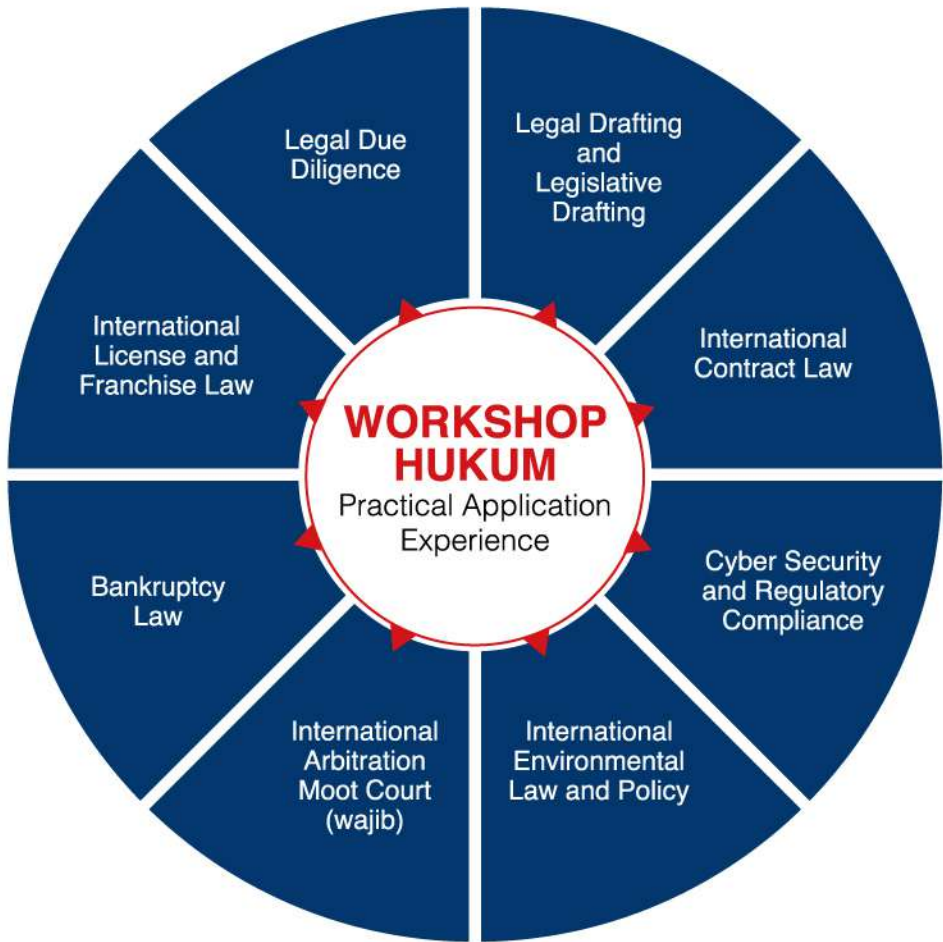 Legal Due
Diligence
Legal Drafting
and
Legislative
Drafting
International
License and
Franchise Law
International
Contract Law
WORKSHOP
HUKUM
Practical Application
Experience
Bankruptcy
Law
Cyber Security
and Regulatory
Compliance
International
Arbitration
Moot Court
(wajib)
International
Environmental
Law and Policy